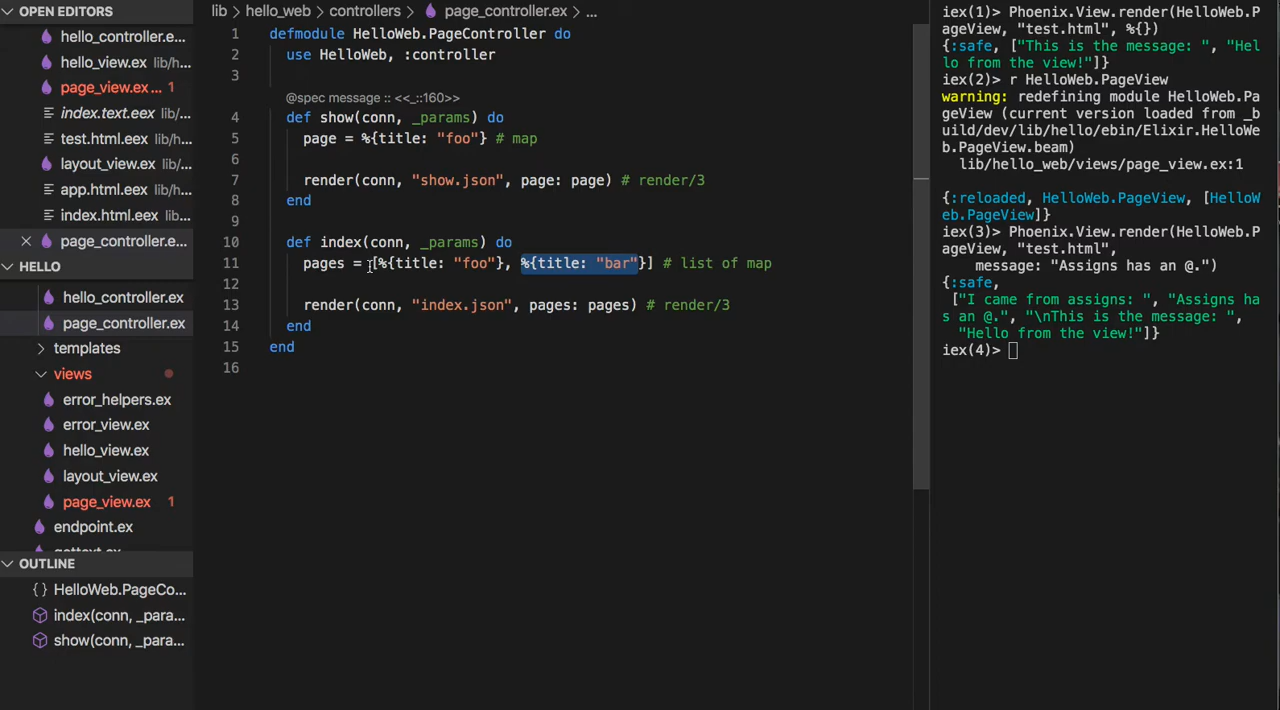 OPEN EDITORS
hello_controller.e...
hello_view.ex lib/h...
page_view.ex ... 1
index.text.eex lib/...
test.html.eex lib/h...
layout_view.ex lib/...
app.html.eex lib/h...
index.html.eex lib/...
page_controller.e...
HELLO
hello_controller.ex
page_controller.ex
templates
views
error_helpers.ex
error_view.ex
hello_view.ex
layout_view.ex
page_view.ex 1
endpoint.ex
OUTLINE
{} HelloWeb.PageCo...
index(conn, _para...
show(conn, _para...
lib > hello_web > controllers > page_controller.ex > ...
1 defmodule HelloWeb.PageController do
2 use HelloWeb, :controller
3
@spec message :: <<_::160>>
4 def show(conn, _params) do
5 page = %{title: "foo"} # map
6
7 render(conn, "show.json", page: page) # render/3
8 end
9
10 def index(conn, _params) do
11 pages = [%{title: "foo"}, %{title: "bar"}] # list of map
12
13 render(conn, "index.json", pages: pages) # render/3
14 end
15 end
16
iex(1)> Phoenix.View.render(HelloWeb.P
ageView, "test.html", %{})
{:safe, ["This is the message: ", "Hel
lo from the view!"]}
iex(2)> r HelloWeb.PageView
warning: redefining module HelloWeb.Pa
geView (current version loaded from _b
uild/dev/lib/hello/ebin/Elixir.HelloWe
b.PageView.beam)
lib/hello_web/views/page_view.ex:1
{:reloaded, HelloWeb.PageView, [HelloW
eb.PageView]}
iex(3)> Phoenix.View.render(HelloWeb.P
ageView, "test.html",
message: "Assigns has an @.")
{:safe,
["I came from assigns: ", "Assigns ha
s an @.", "\nThis is the message: ",
"Hello from the view!"]}
iex(4)>